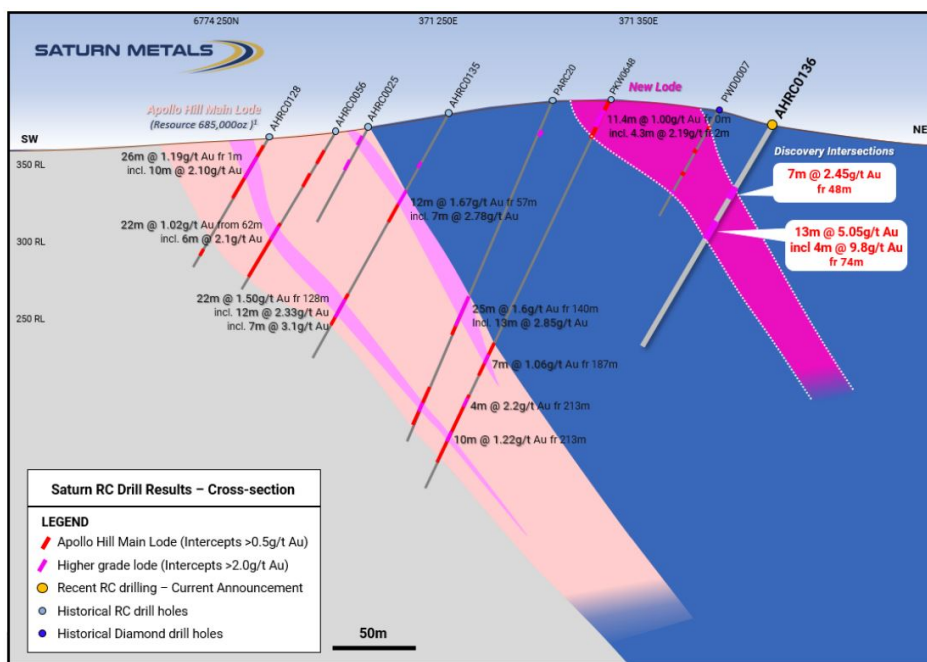 6774 250N
371 250E
371 350E
SATURN METALS
Apollo Hill Main Lode
(Resource 685,000oz )¹
AHRC0128
AHRC0056
AHRC0025
AHRC0135
PARC20
PKW0648
New Lode
PWD0007
AHRC0136
SW
NE
350 RL
300 RL
250 RL
26m @ 1.19g/t Au fr 1m
incl. 10m @ 2.10g/t Au
22m @ 1.02g/t Au from 62m
incl. 6m @ 2.1g/t Au
22m @ 1.50g/t Au fr 128m
incl. 12m @ 2.33g/t Au
incl. 7m @ 3.1g/t Au
12m @ 1.67g/t Au fr 57m
incl. 7m @ 2.78g/t Au
25m @ 1.6g/t Au fr 140m
Incl. 13m @ 2.85g/t Au
7m @ 1.06g/t Au fr 187m
4m @ 2.2g/t Au fr 213m
10m @ 1.22g/t Au fr 213m
11.4m @ 1.00g/t Au fr 0m
incl. 4.3m @ 2.19g/t fr 2m
Discovery Intersections
7m @ 2.45g/t Au
fr 48m
13m @ 5.05g/t Au
incl 4m @ 9.8g/t Au
fr 74m
Saturn RC Drill Results – Cross-section
LEGEND
Apollo Hill Main Lode (Intercepts >0.5g/t Au)
Higher grade lode (Intercepts >2.0g/t Au)
Recent RC drilling – Current Announcement
Historical RC drill holes
Historical Diamond drill holes
50m